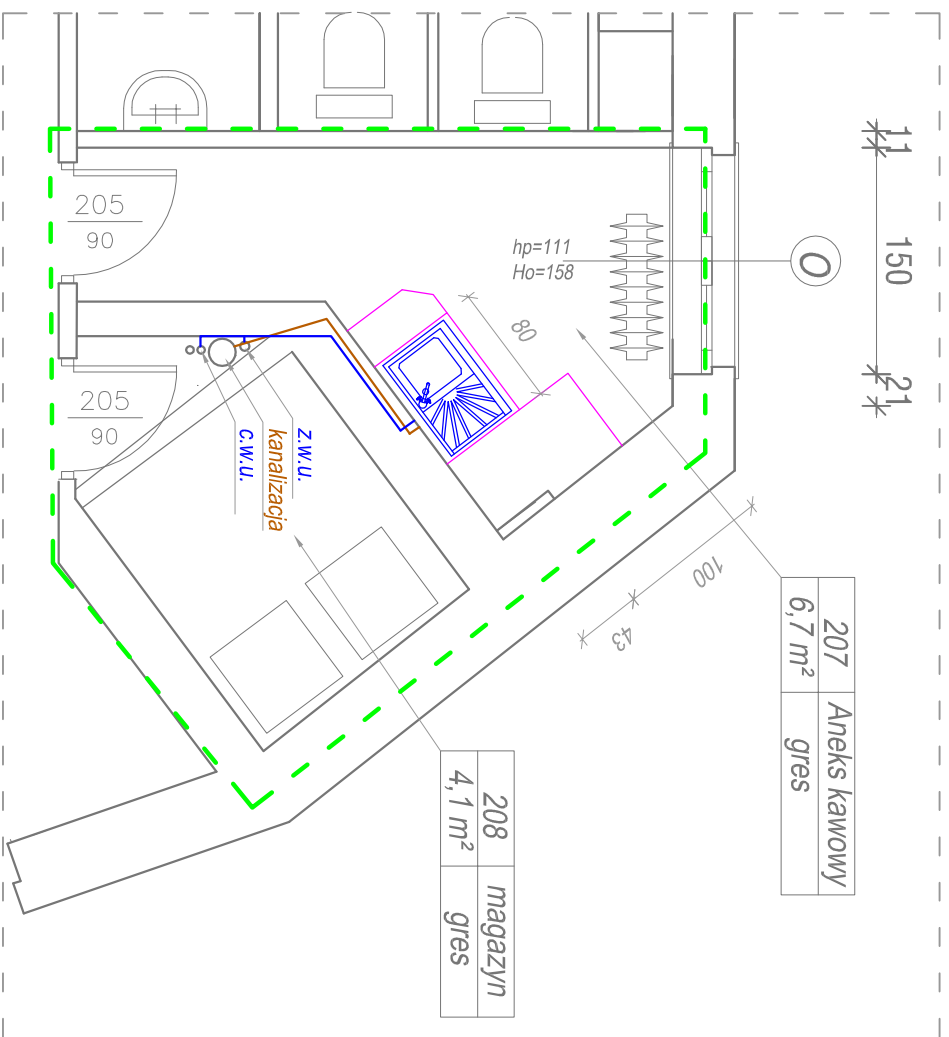 11
150
21
O
hp=111
Ho=158
205
90
80
205
90
z.w.u.
kanalizacja
c.w.u.
100
43
207 Aneks kawowy
6,7 m² gres
208 magazyn
4,1 m² gres